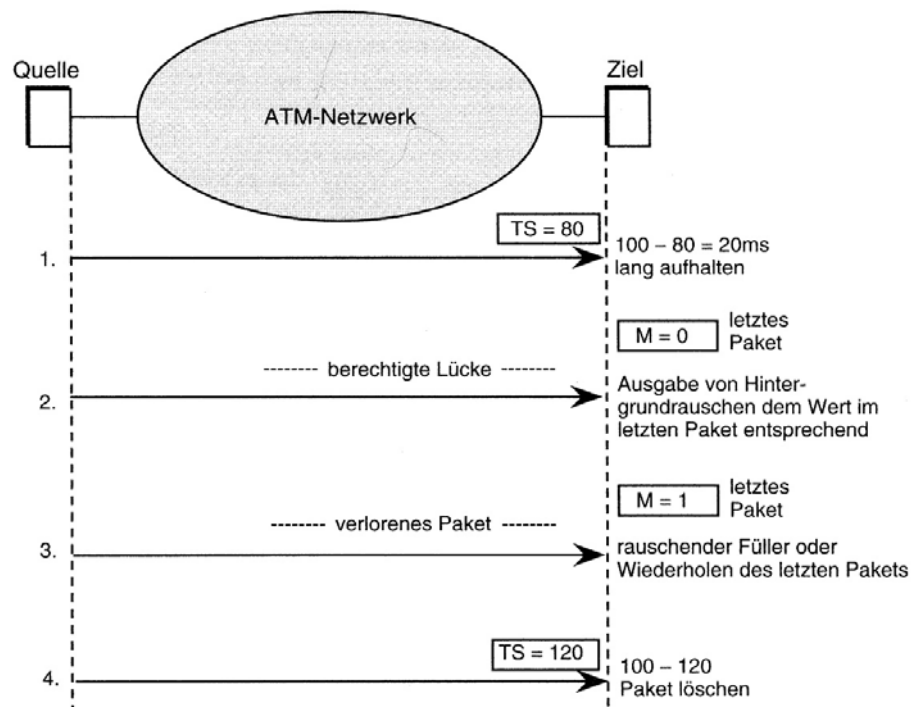 Quelle
Ziel
ATM-Netzwerk
TS = 80
1.
100 – 80 = 20ms
lang aufhalten
M = 0
letztes
Paket
----- berechtigte Lücke -----
2.
Ausgabe von Hinter-
grundrauschen dem Wert im
letzten Paket entsprechend
M = 1
letztes
Paket
----- verlorenes Paket -----
3.
rauschender Füller oder
Wiederholen des letzten Pakets
TS = 120
4.
100 – 120
Paket löschen